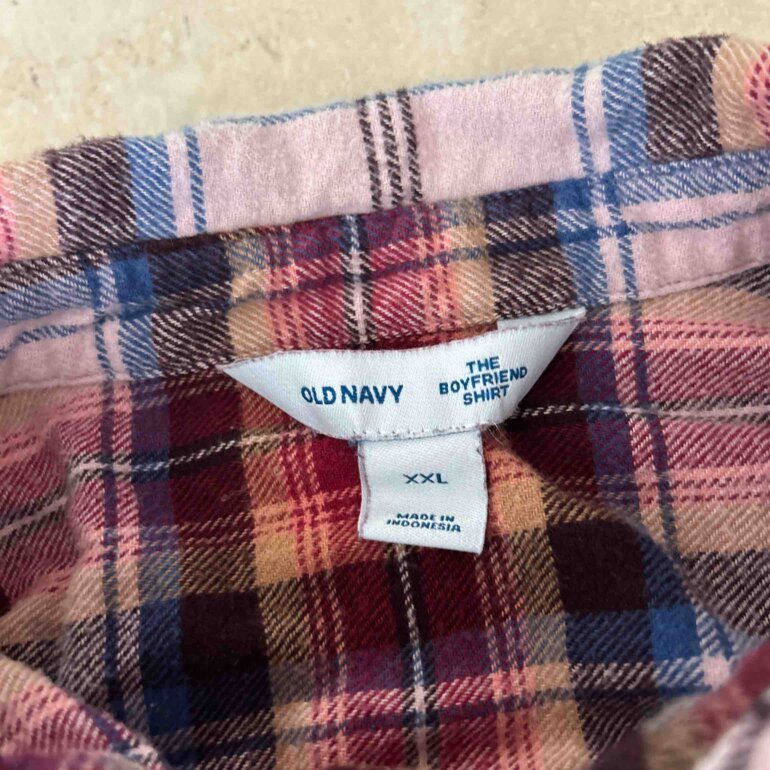 OLD NAVY
THE
BOYFRIEND
SHIRT
XXL
MADE IN
INDONESIA